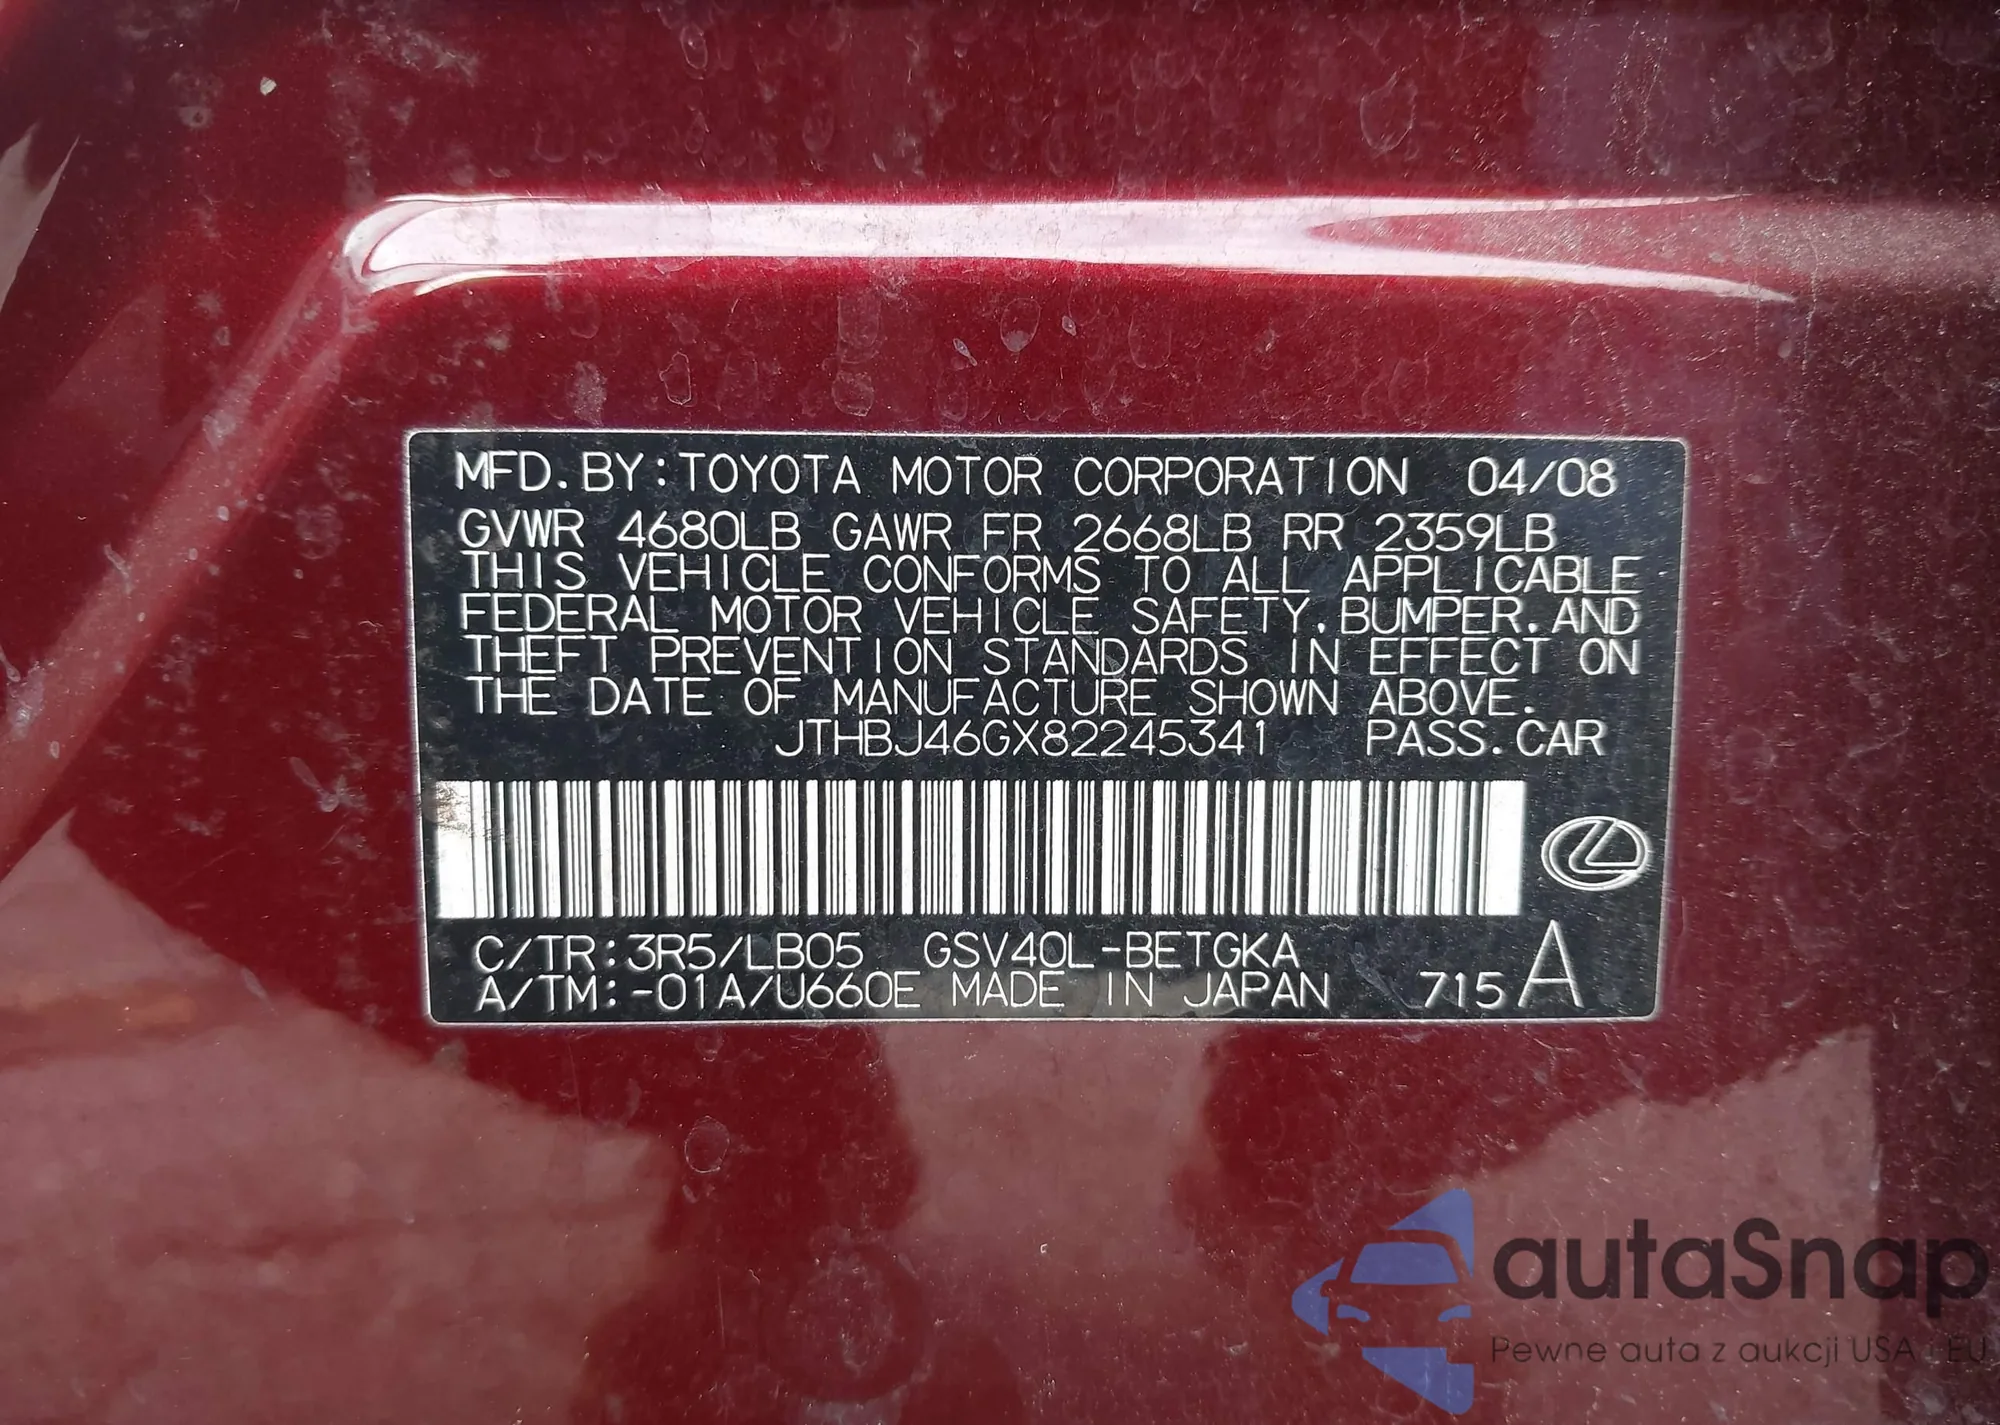 MFD.BY:TOYOTA MOTOR CORPORATION 04/08
GVWR 4680LB GAWR FR 2668LB RR 2359LB
THIS VEHICLE CONFORMS TO ALL APPLICABLE
FEDERAL MOTOR VEHICLE SAFETY.BUMPER.AND
THEFT PREVENTION STANDARDS IN EFFECT ON
THE DATE OF MANUFACTURE SHOWN ABOVE.
JTHBJ46GX82245341 PASS.CAR
C/TR:3R5/LB05 GSV40L-BETGKA
A/TM:-01A/U660E MADE IN JAPAN 715 A
autaSnap
Pewne auta z aukcji USA i EU